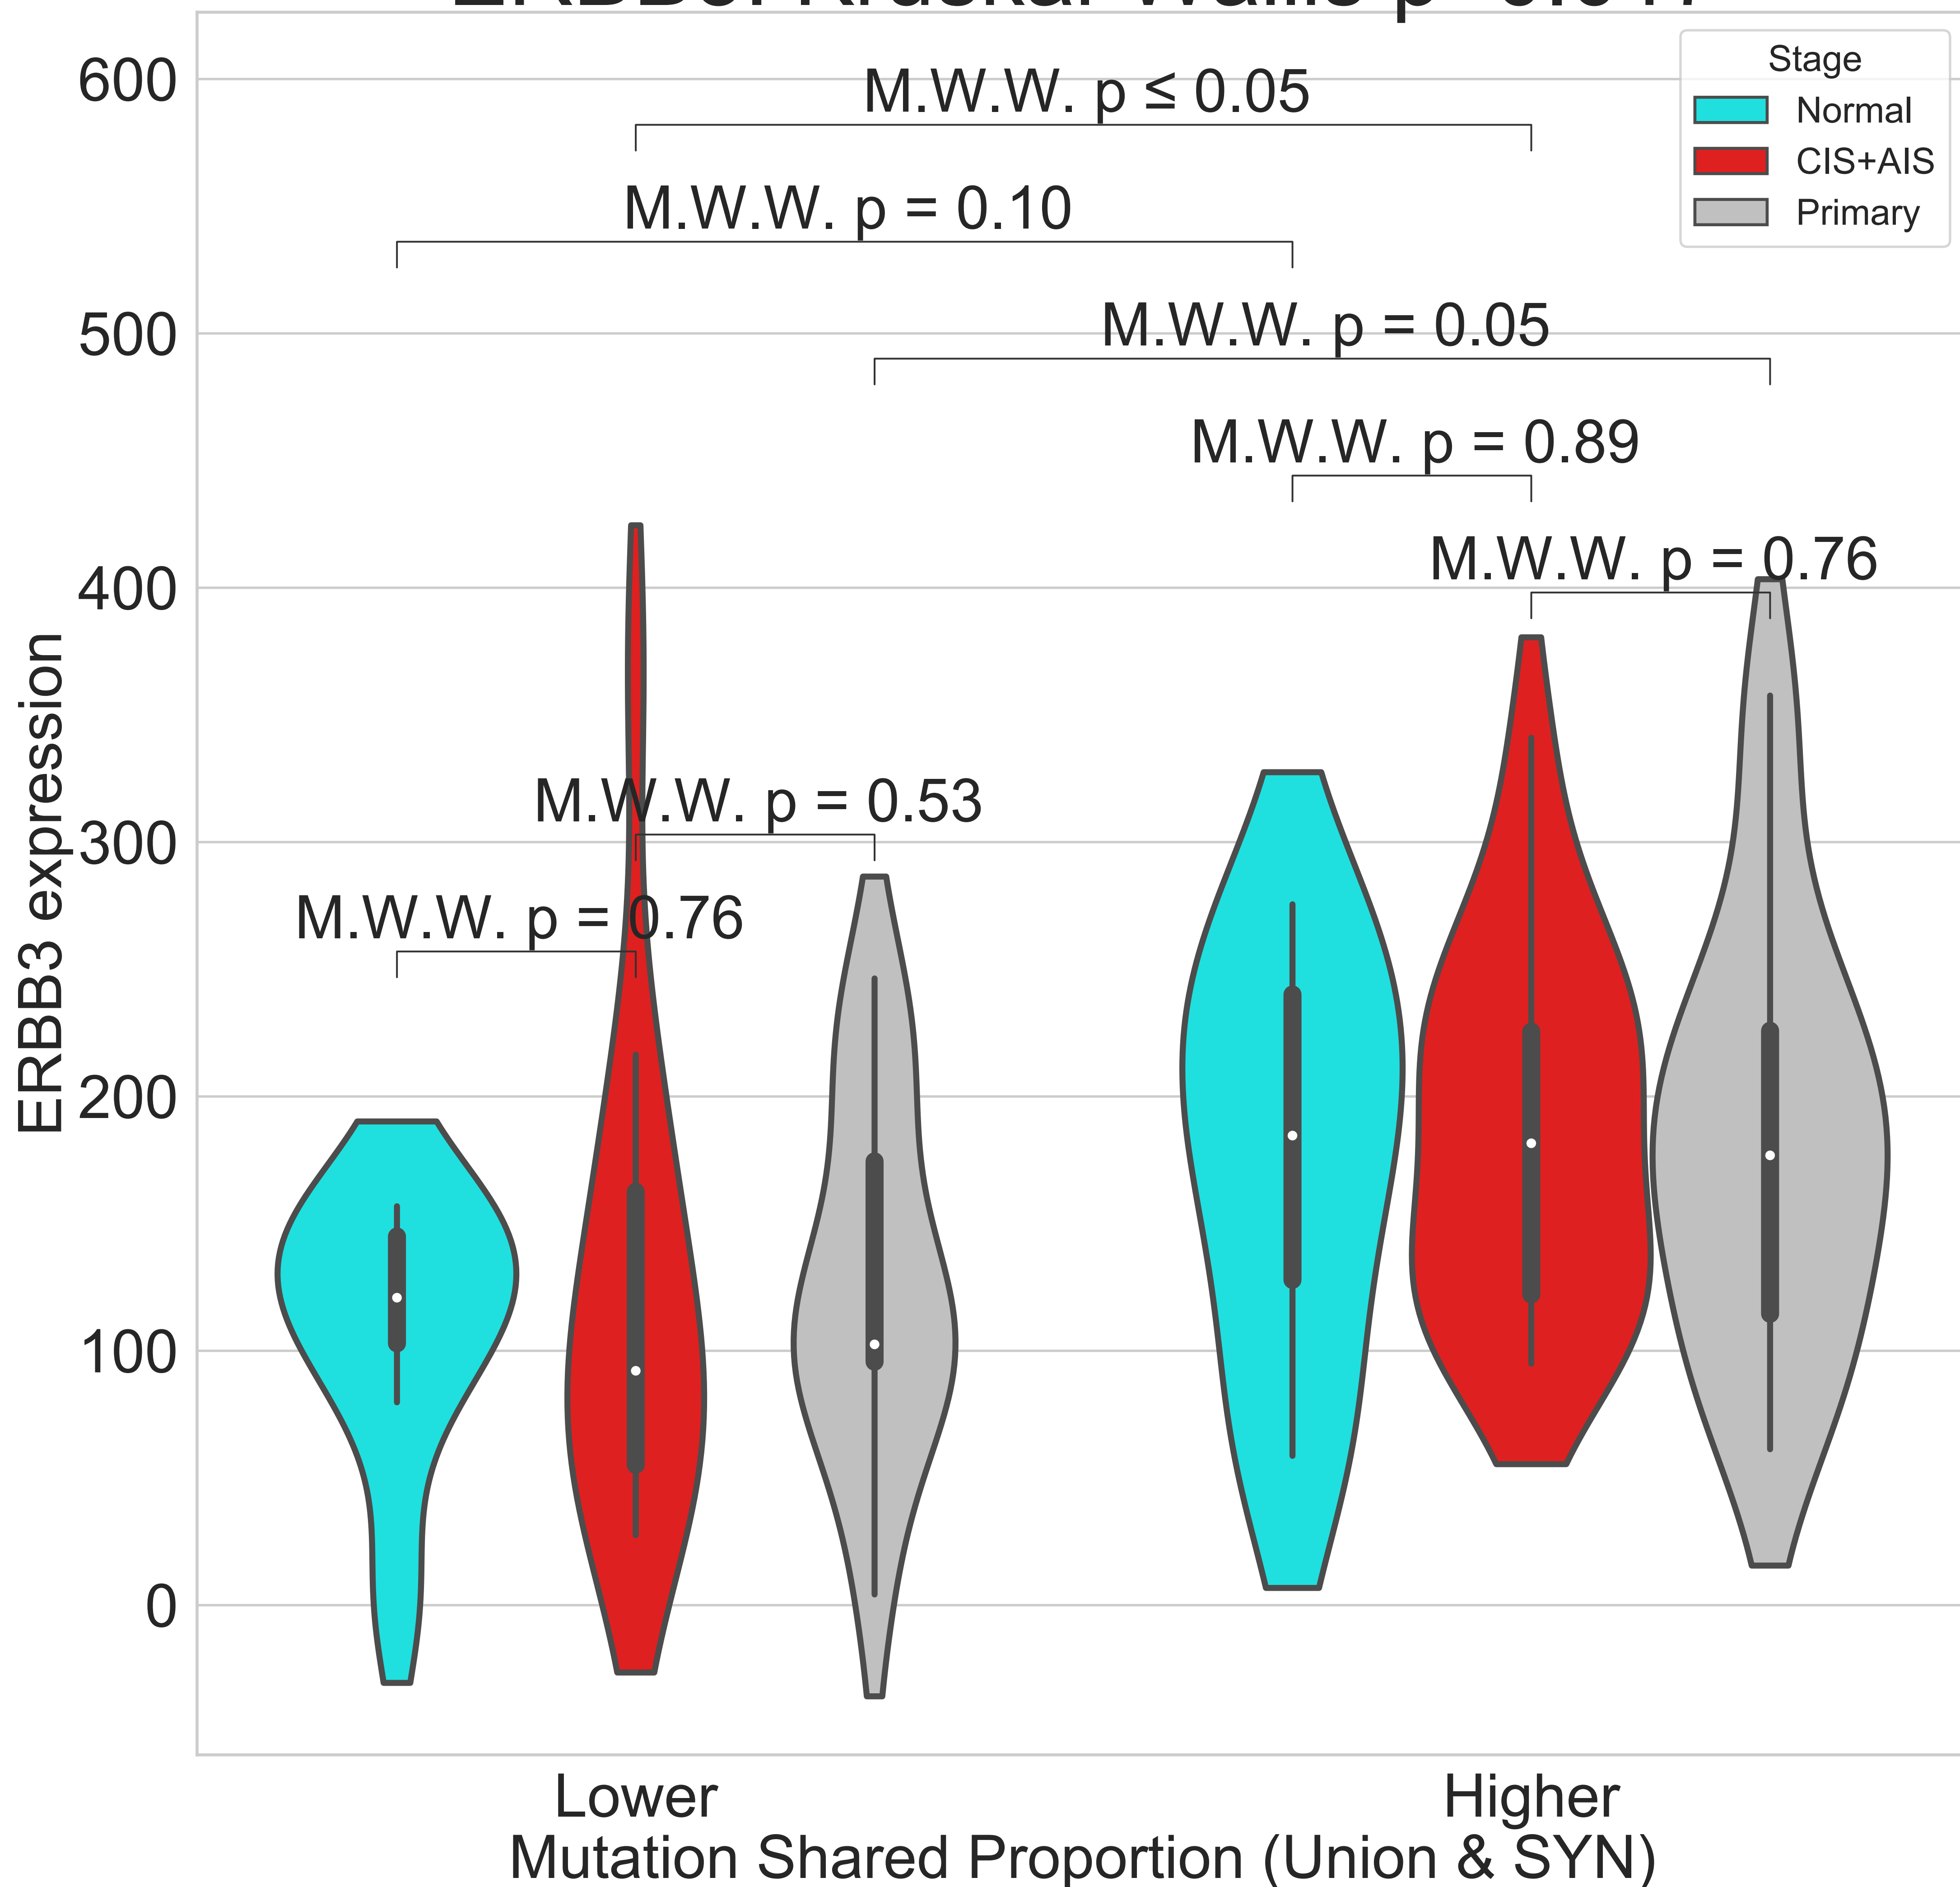 600
500
400
300
200
100
0
ERBB3 expression
M.W.W. p ≤ 0.05
M.W.W. p = 0.10
M.W.W. p = 0.05
M.W.W. p = 0.89
M.W.W. p = 0.76
M.W.W. p = 0.53
M.W.W. p = 0.76
Stage
Normal
CIS+AIS
Primary
Lower
Higher
Mutation Shared Proportion (Union & SYN)